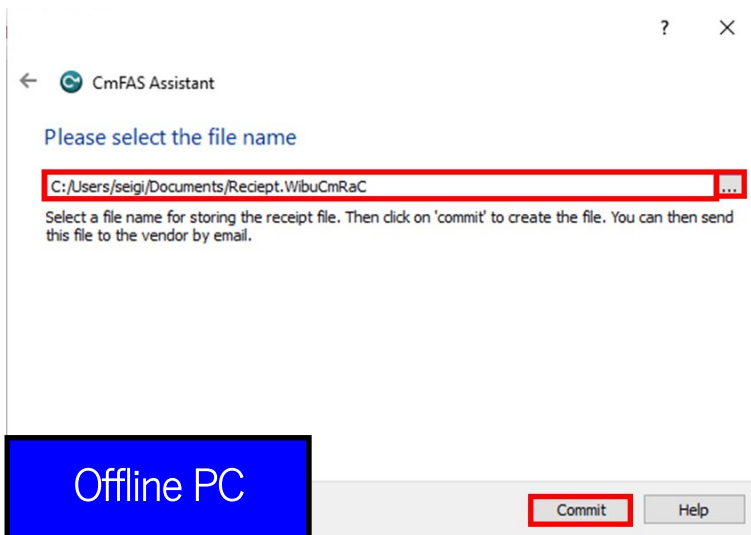 CmFAS Assistant
Please select the file name
C:/Users/seigi/Documents/Reciept.WibuCmRaC
...
Select a file name for storing the receipt file. Then click on 'commit' to create the file. You can then send
this file to the vendor by email.
Offline PC
Commit
Help